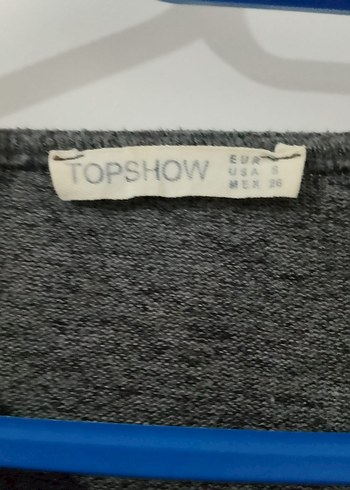 TOPSHOW
EUR
USA S
MEX 26